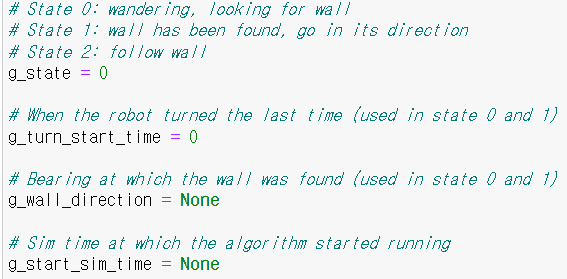 # State 0: wandering, looking for wall
# State 1: wall has been found, go in its direction
# State 2: follow wall
g_state = 0
# When the robot turned the last time (used in state 0 and 1)
g_turn_start_time = 0
# Bearing at which the wall was found (used in state 0 and 1)
g_wall_direction = None
# Sim time at which the algorithm started running
g_start_sim_time = None